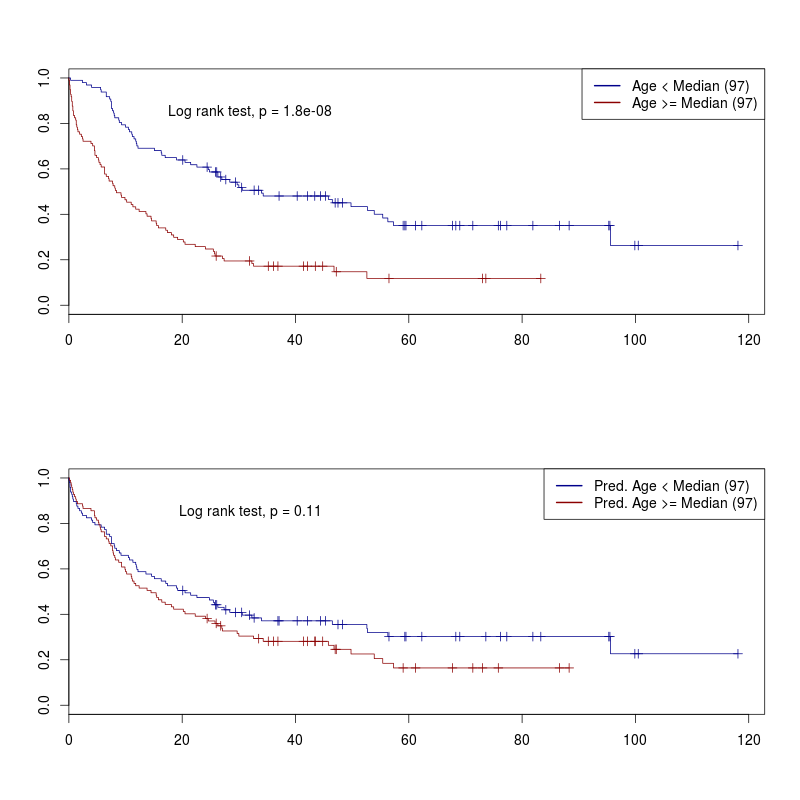 Age < Median (97)
Age >= Median (97)
Log rank test, p = 1.8e-08
1.0
0.8
0.6
0.4
0.2
0.0
0 20 40 60 80 100 120
Pred. Age < Median (97)
Pred. Age >= Median (97)
Log rank test, p = 0.11
1.0
0.8
0.6
0.4
0.2
0.0
0 20 40 60 80 100 120